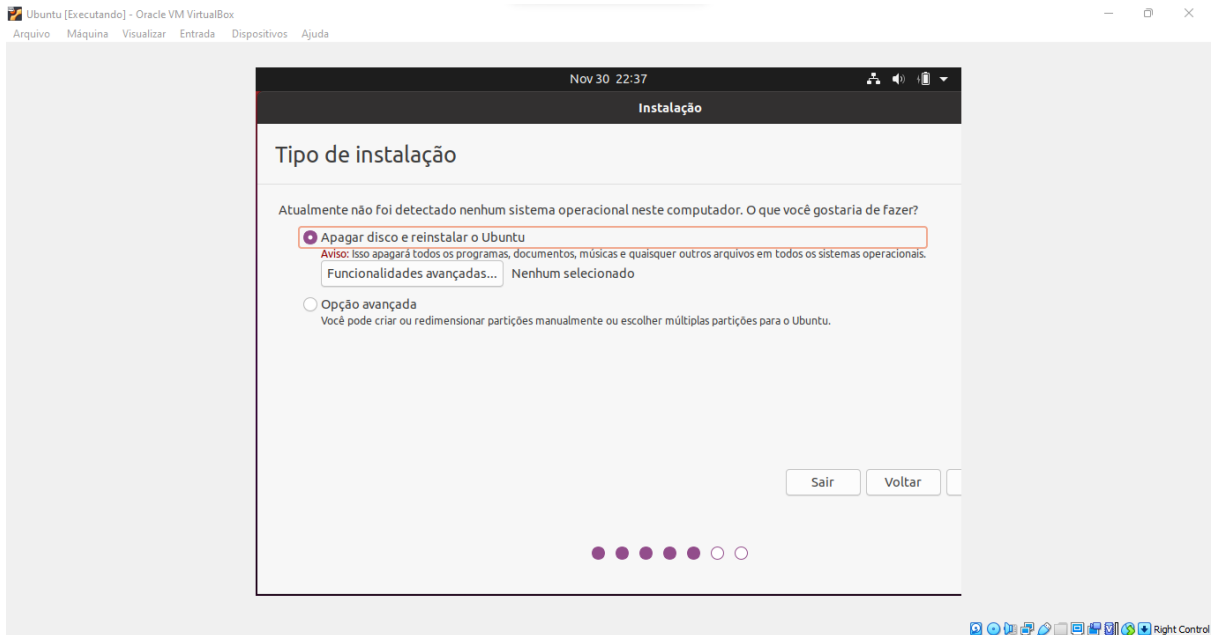 Ubuntu [Executando] - Oracle VM VirtualBox
Arquivo Máquina Visualizar Entrada Dispositivos Ajuda
Nov 30 22:37
Instalação
Tipo de instalação
Atualmente não foi detectado nenhum sistema operacional neste computador. O que você gostaria de fazer?
Apagar disco e reinstalar o Ubuntu
Aviso: Isso apagará todos os programas, documentos, músicas e quaisquer outros arquivos em todos os sistemas operacionais.
Funcionalidades avançadas... Nenhum selecionado
Opção avançada
Você pode criar ou redimensionar partições manualmente ou escolher múltiplas partições para o Ubuntu.
Sair Voltar
Right Control